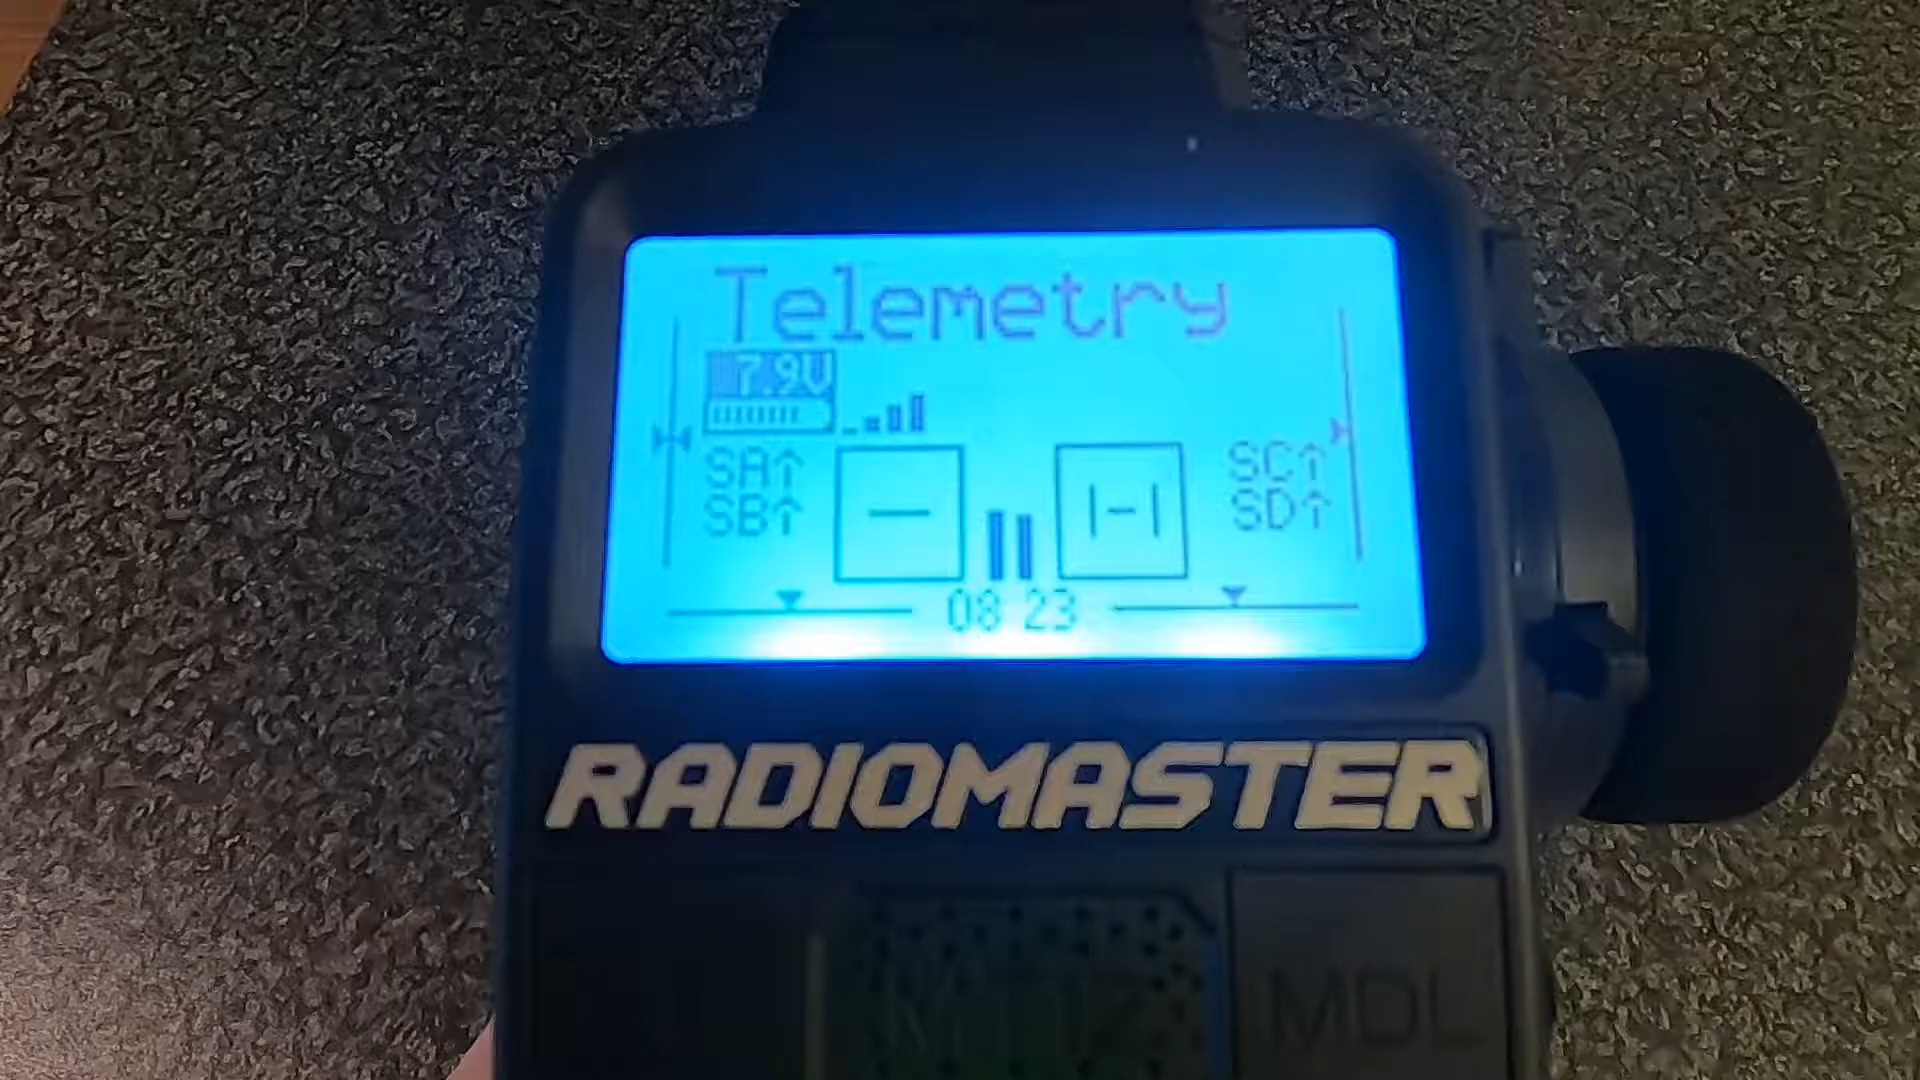 Telemetry
7.9V
SA↑
SB↑
SC↑
SD↑
08 23
RADIOMASTER
MDL